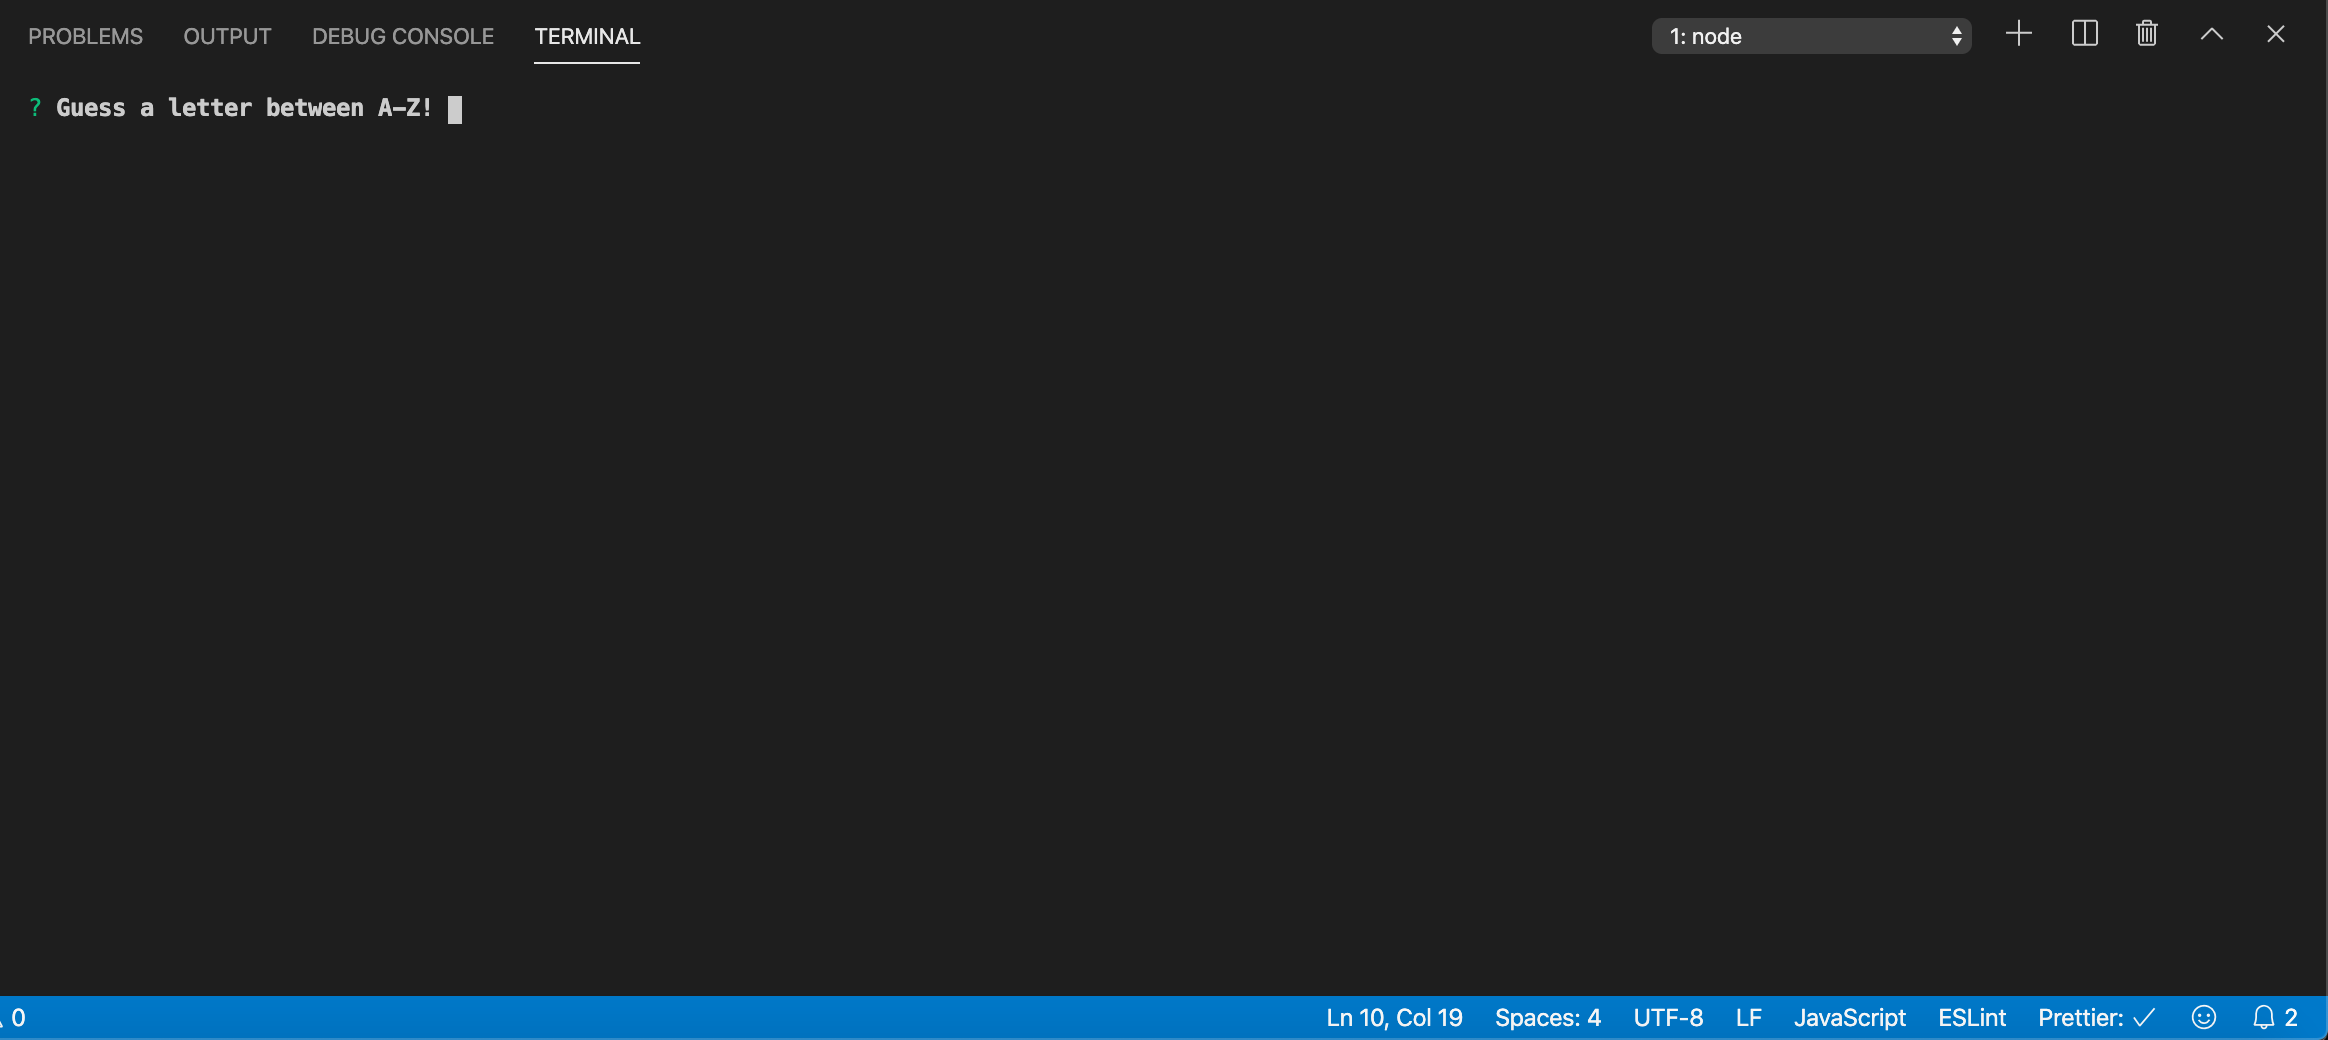 PROBLEMS OUTPUT DEBUG CONSOLE TERMINAL 1: node
? Guess a letter between A-Z!
0 Ln 10, Col 19 Spaces: 4 UTF-8 LF JavaScript ESLint Prettier: ✓ 2